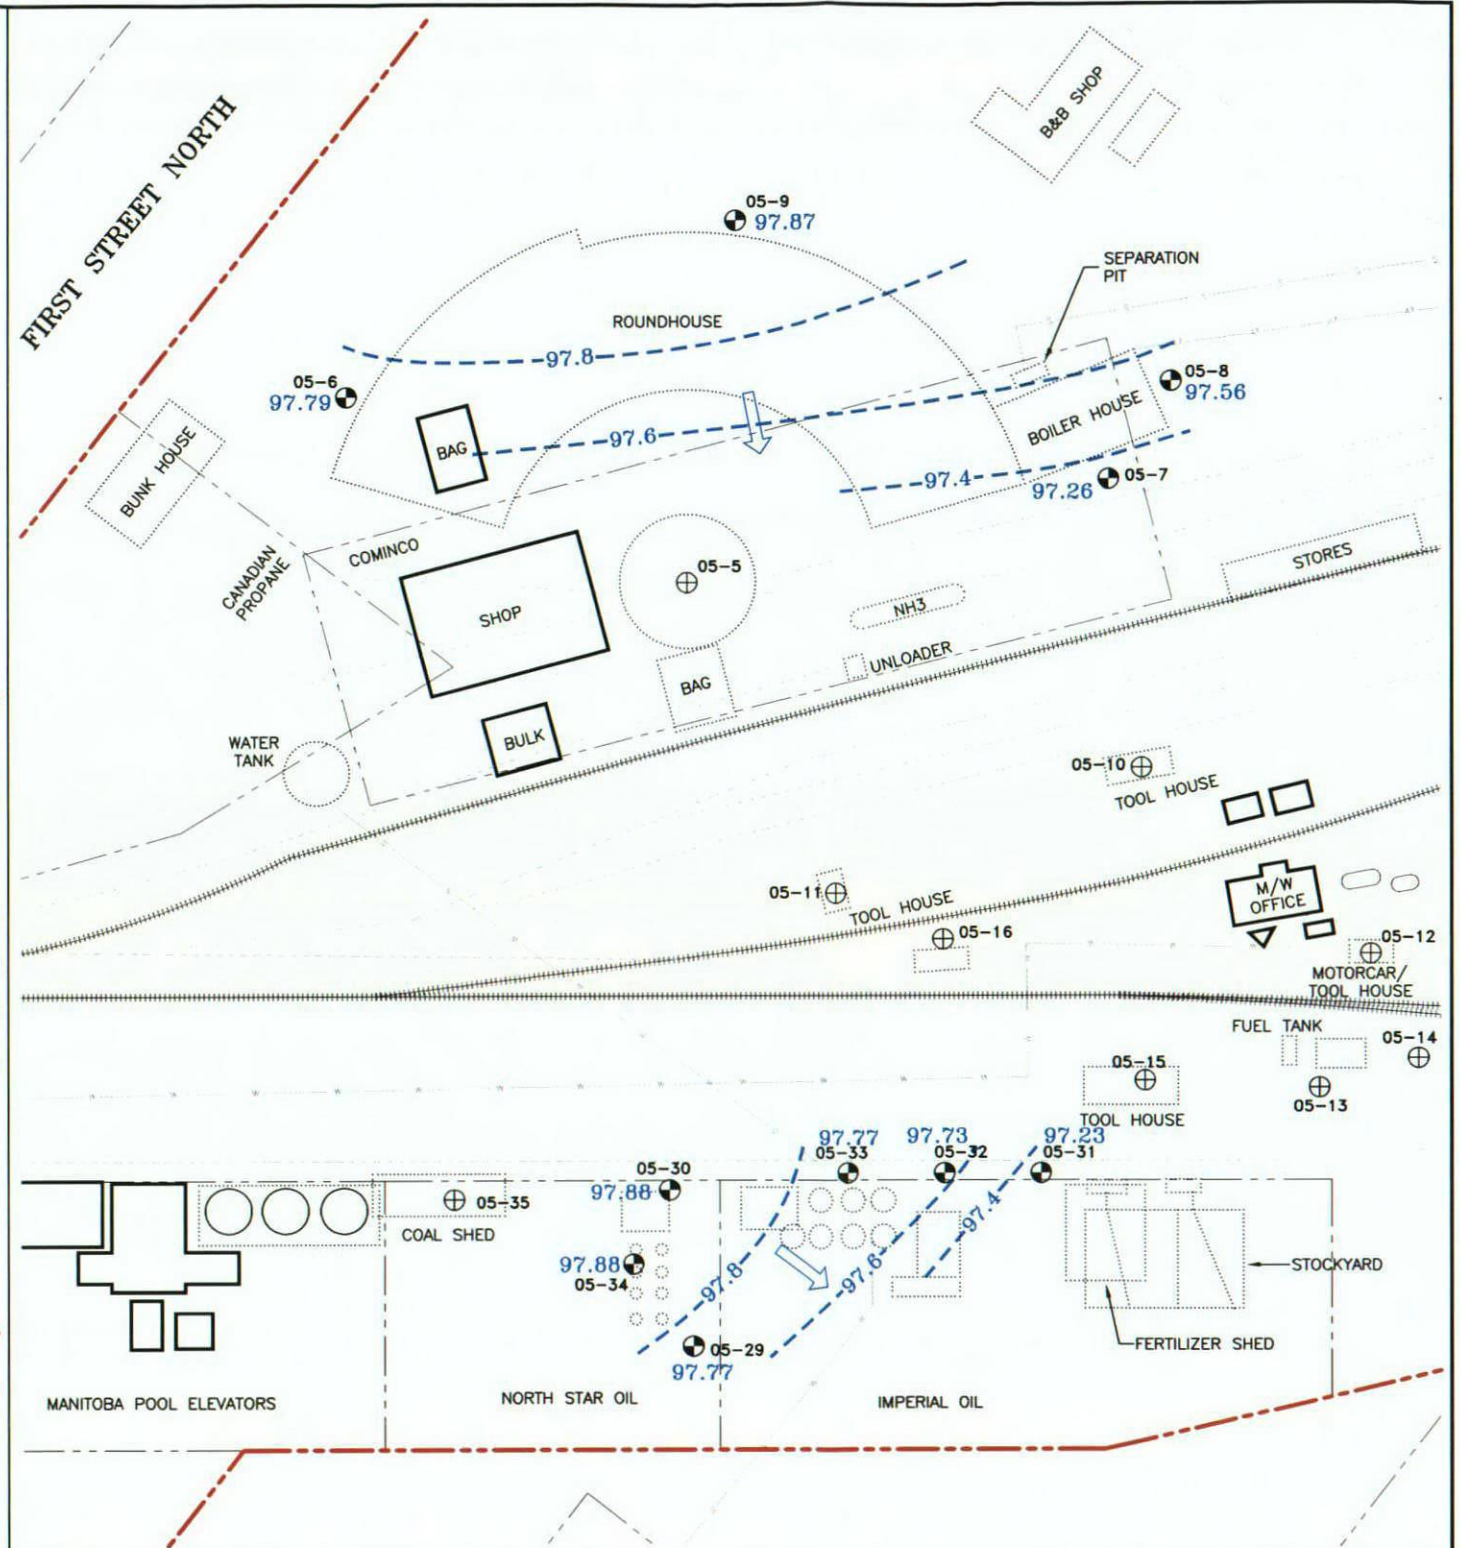 FIRST STREET NORTH
B&B SHOP
05-9
97.87
SEPARATION
PIT
ROUNDHOUSE
97.8
05-6
97.79
05-8
97.56
BOILER HOUSE
97.6
BAG
BUNK HOUSE
97.4
97.26
05-7
COMINCO
CANADIAN
PROPANE
STORES
05-5
SHOP
NH3
UNLOADER
BAG
BULK
WATER
TANK
05-10
TOOL HOUSE
05-11
TOOL HOUSE
M/W
OFFICE
05-16
05-12
MOTORCAR/
TOOL HOUSE
FUEL TANK
05-14
05-15
05-13
TOOL HOUSE
97.77
97.73
97.23
05-33
05-32
05-31
05-30
97.88
05-35
COAL SHED
97.4
97.88
05-34
97.8
97.6
STOCKYARD
05-29
97.77
FERTILIZER SHED
MANITOBA POOL ELEVATORS
NORTH STAR OIL
IMPERIAL OIL